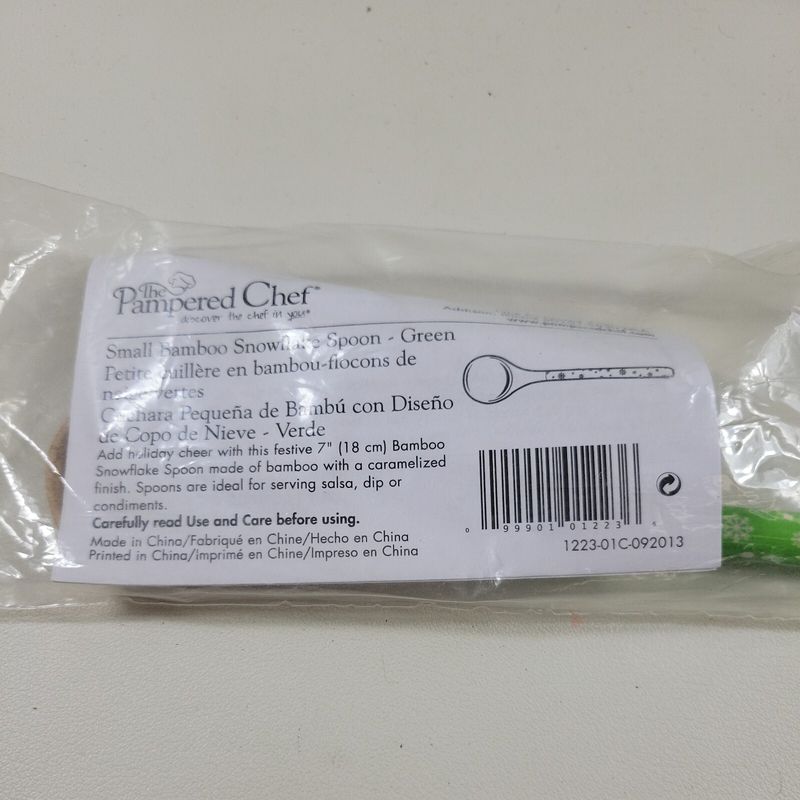 The
Pampered Chef
discover the chef in you
Small Bamboo Snowflake Spoon - Green
Petite cuillère en bambou-flocons de
neige vertes
Cuchara Pequeña de Bambú con Diseño
de Copo de Nieve - Verde
Add holiday cheer with this festive 7" (18 cm) Bamboo
Snowflake Spoon made of bamboo with a caramelized
finish. Spoons are ideal for serving salsa, dip or
condiments.
Carefully read Use and Care before using.
Made in China/Fabriqué en Chine/Hecho en China
Printed in China/imprimé en Chine/Impreso en China
0 99901 01223
1223-01C-092013